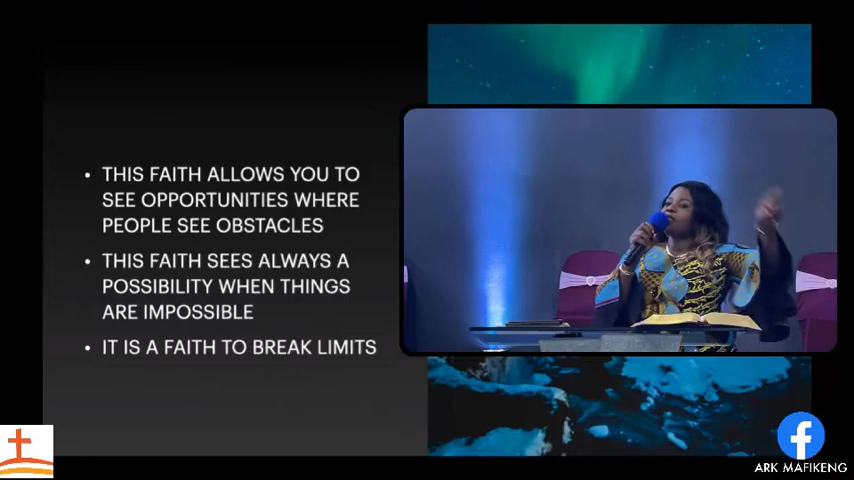 • THIS FAITH ALLOWS YOU TO
SEE OPPORTUNITIES WHERE
PEOPLE SEE OBSTACLES
• THIS FAITH SEES ALWAYS A
POSSIBILITY WHEN THINGS
ARE IMPOSSIBLE
• IT IS A FAITH TO BREAK LIMITS
ARK MAFIKENG